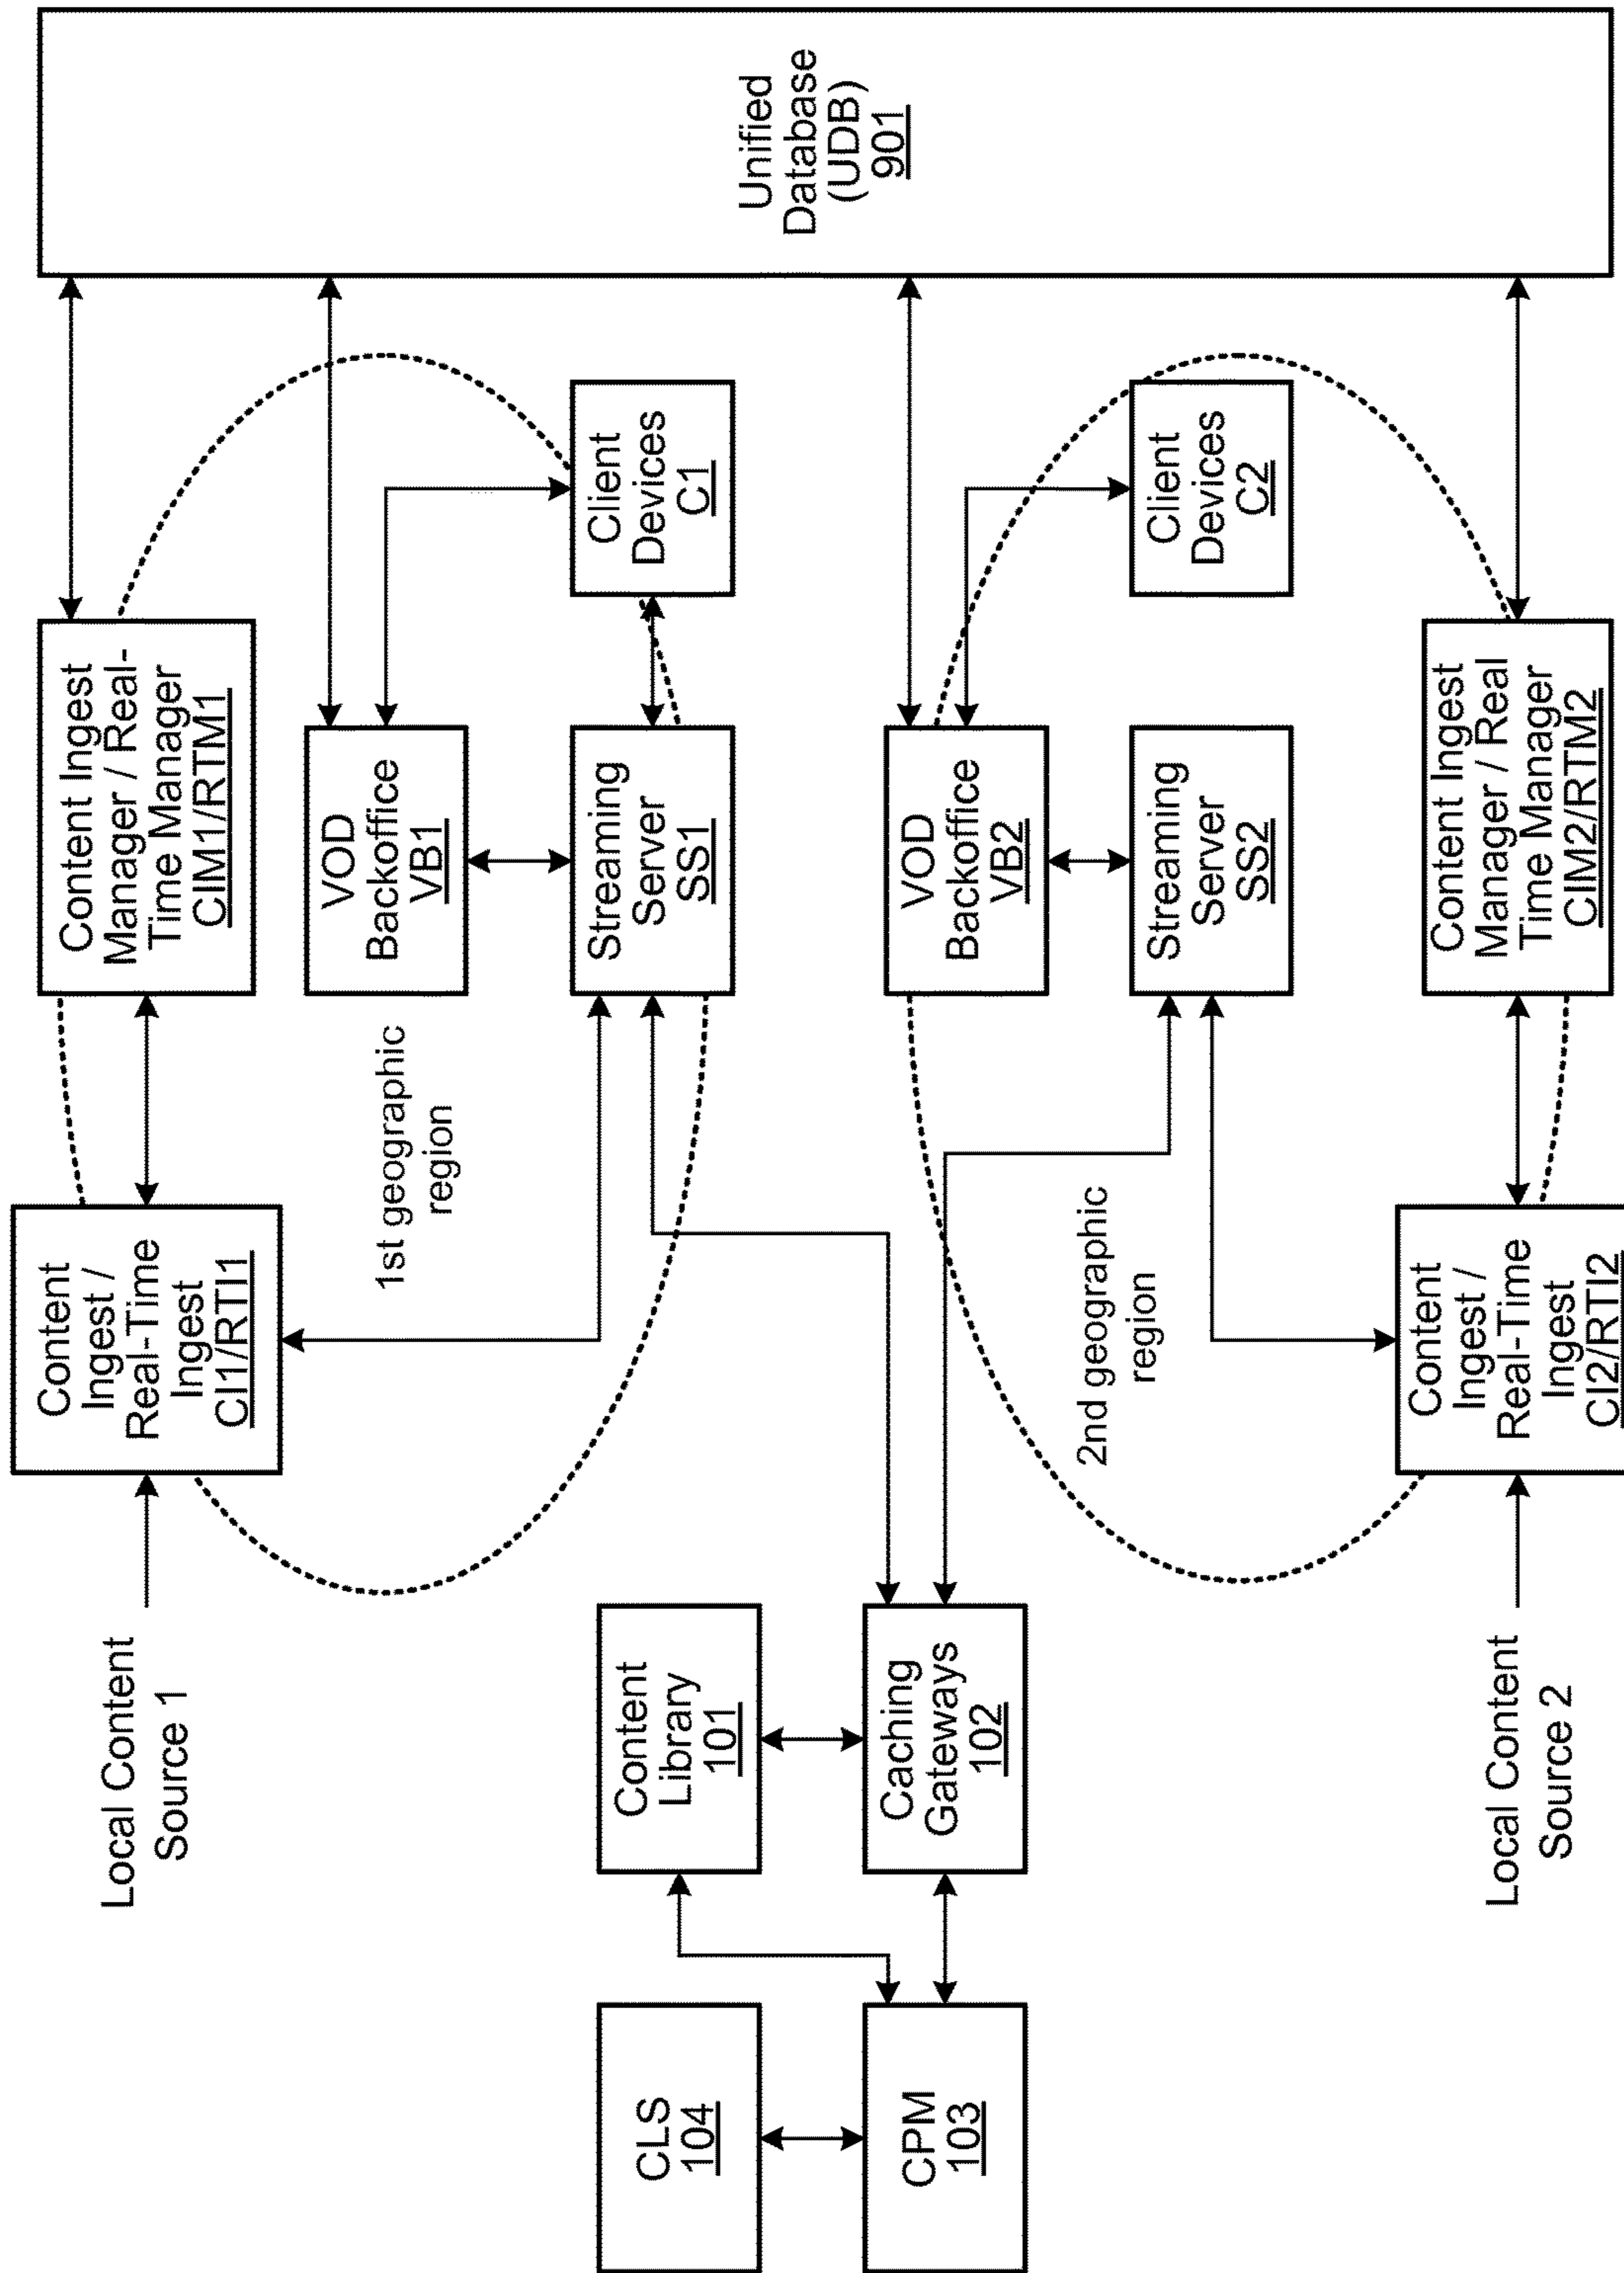 Local Content
Source 1
Content
Ingest /
Real-Time
Ingest
CI1/RTI1
Content Ingest
Manager / Real-
Time Manager
CIM1/RTM1
1st geographic
region
VOD
Backoffice
VB1
Streaming
Server
SS1
Client
Devices
C1
Unified
Database
(UDB)
901
CLS
104
Content
Library
101
CPM
103
Caching
Gateways
102
2nd geographic
region
VOD
Backoffice
VB2
Streaming
Server
SS2
Client
Devices
C2
Local Content
Source 2
Content
Ingest /
Real-Time
Ingest
CI2/RTI2
Content Ingest
Manager / Real
Time Manager
CIM2/RTM2